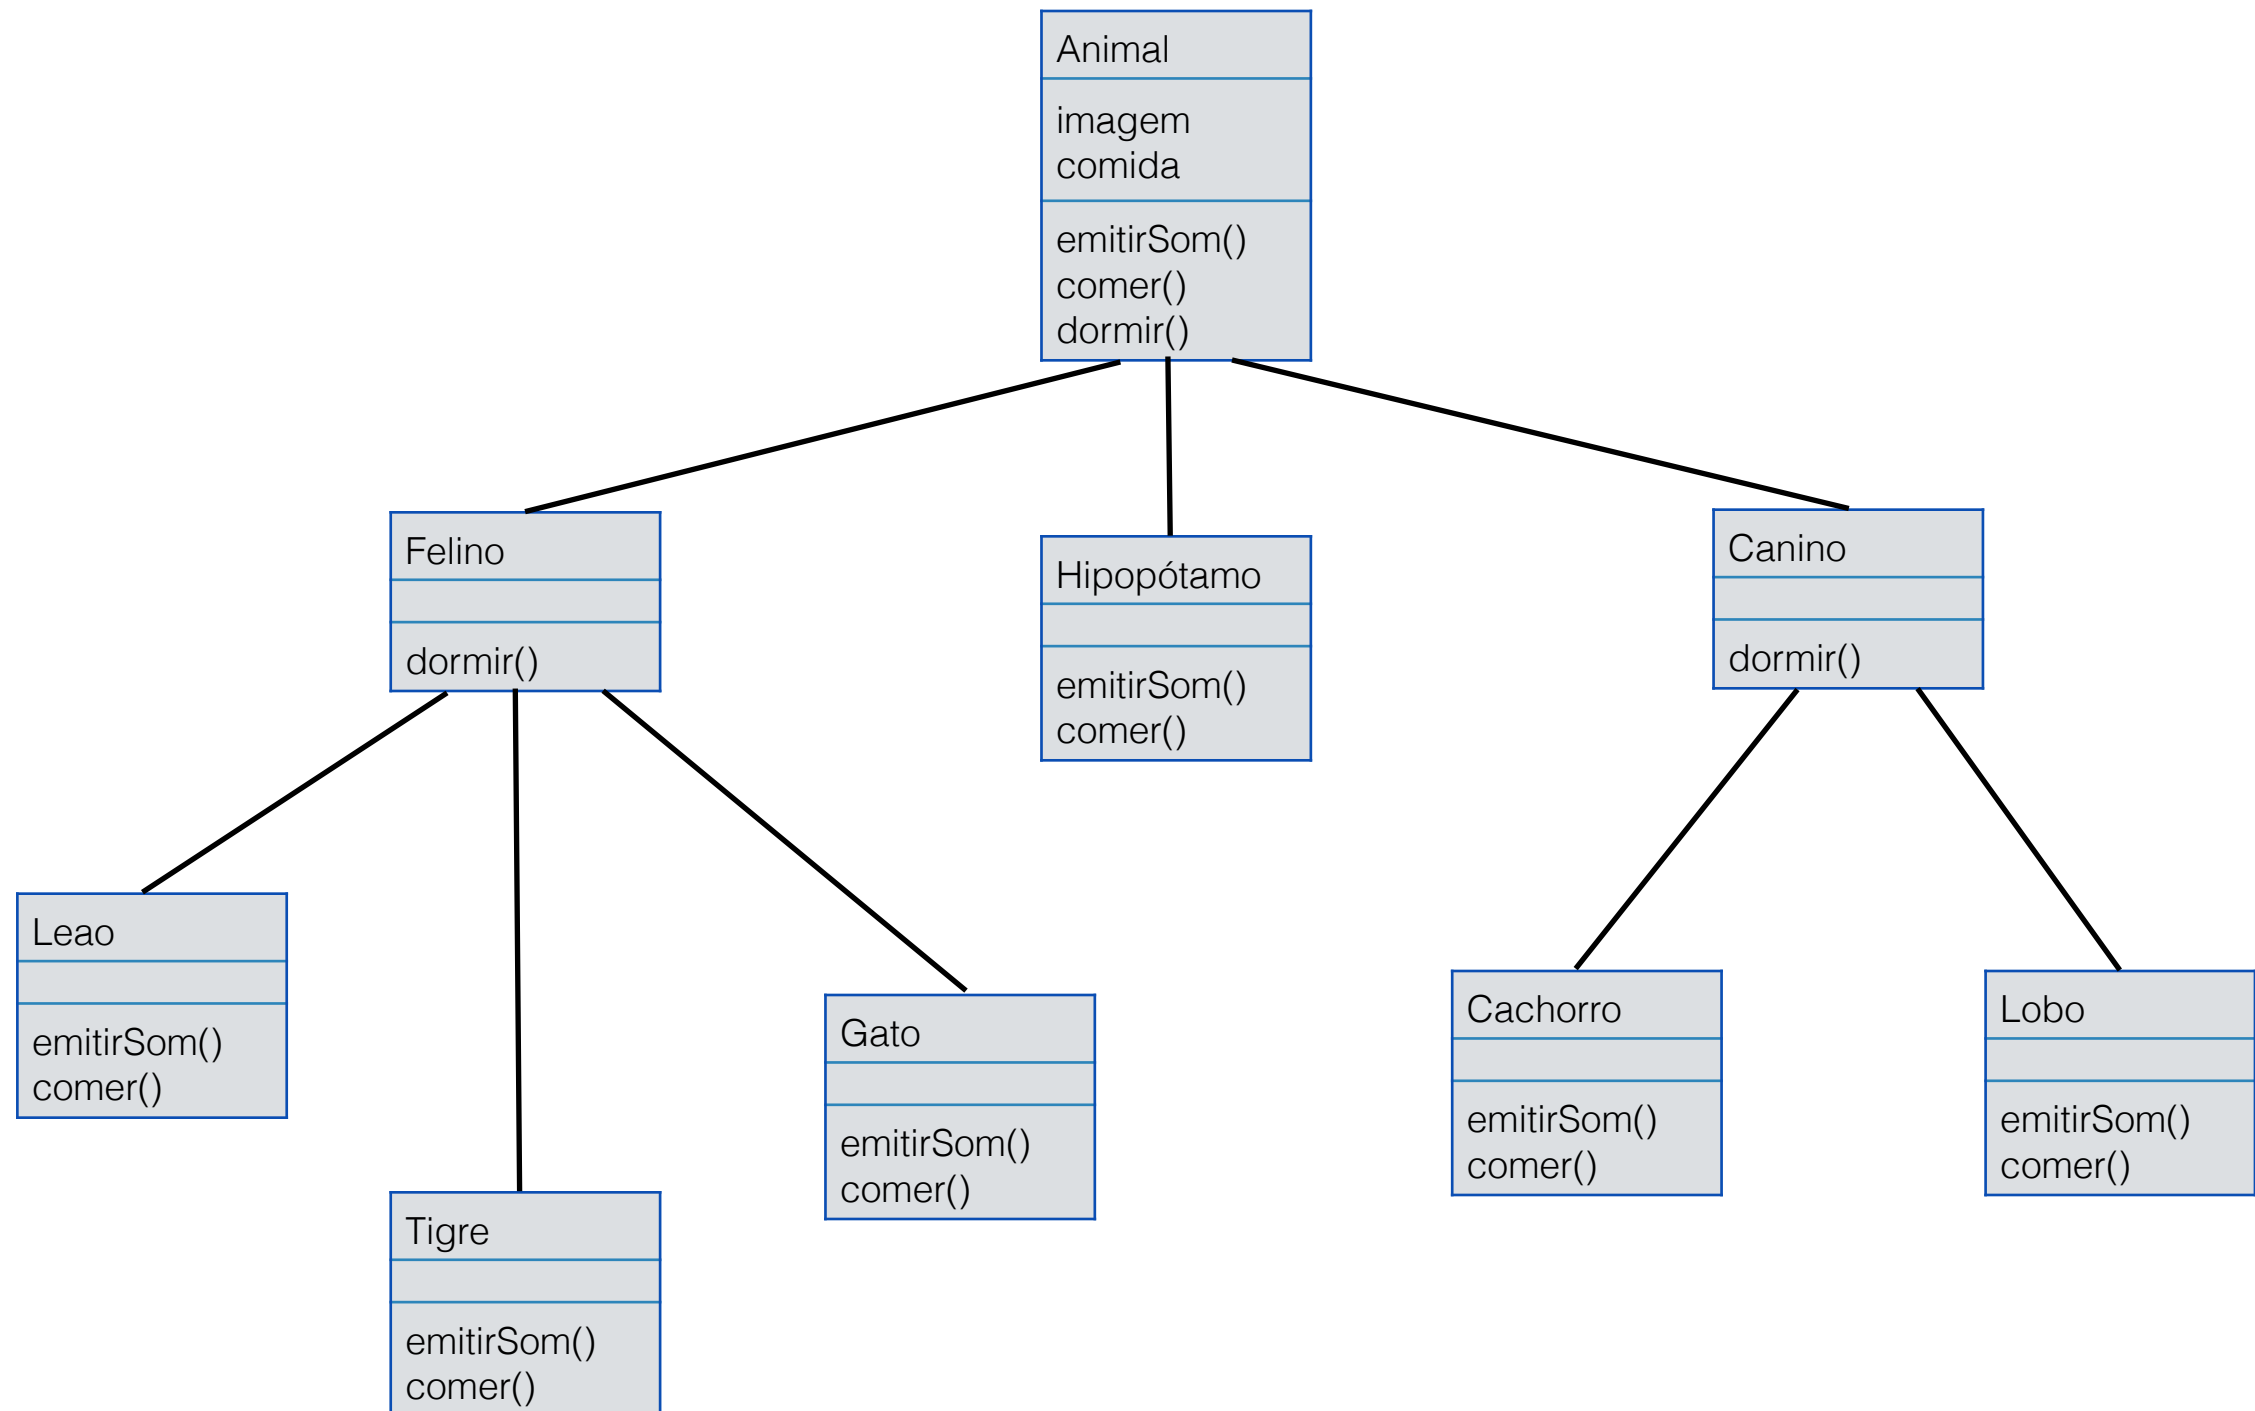 Animal
imagem
comida
emitirSom()
comer()
dormir()
Felino
dormir()
Hipopótamo
emitirSom()
comer()
Canino
dormir()
Leao
emitirSom()
comer()
Tigre
emitirSom()
comer()
Gato
emitirSom()
comer()
Cachorro
emitirSom()
comer()
Lobo
emitirSom()
comer()